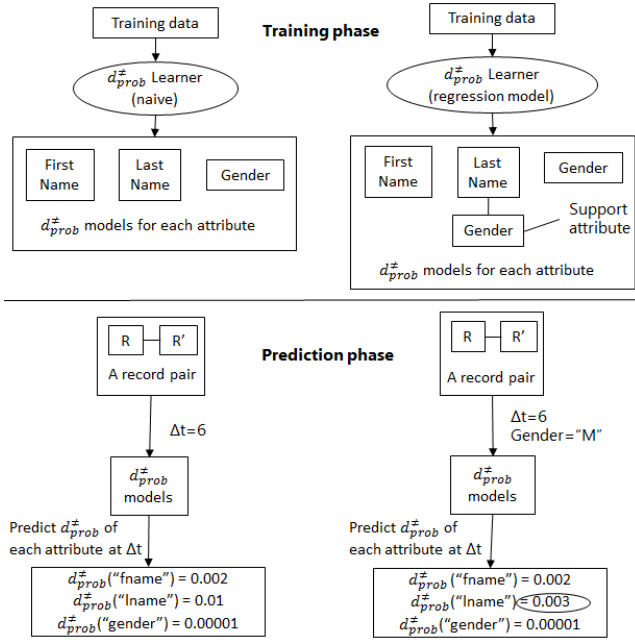 Training data
Training phase
Training data
d≠prob Learner
(naive)
d≠prob Learner
(regression model)
First
Name
Last
Name
Gender
d≠prob models for each attribute
First
Name
Last
Name
Gender
Gender
Support
attribute
d≠prob models for each attribute
Prediction phase
R
R'
A record pair
Δt=6
d≠prob
models
Predict d≠prob of
each attribute at Δt
d≠prob("fname") = 0.002
d≠prob("lname") = 0.01
d≠prob("gender") = 0.00001
R
R'
A record pair
Δt=6
Gender="M"
d≠prob
models
Predict d≠prob of
each attribute at Δt
d≠prob("fname") = 0.002
d≠prob("lname") = 0.003
d≠prob("gender") = 0.00001